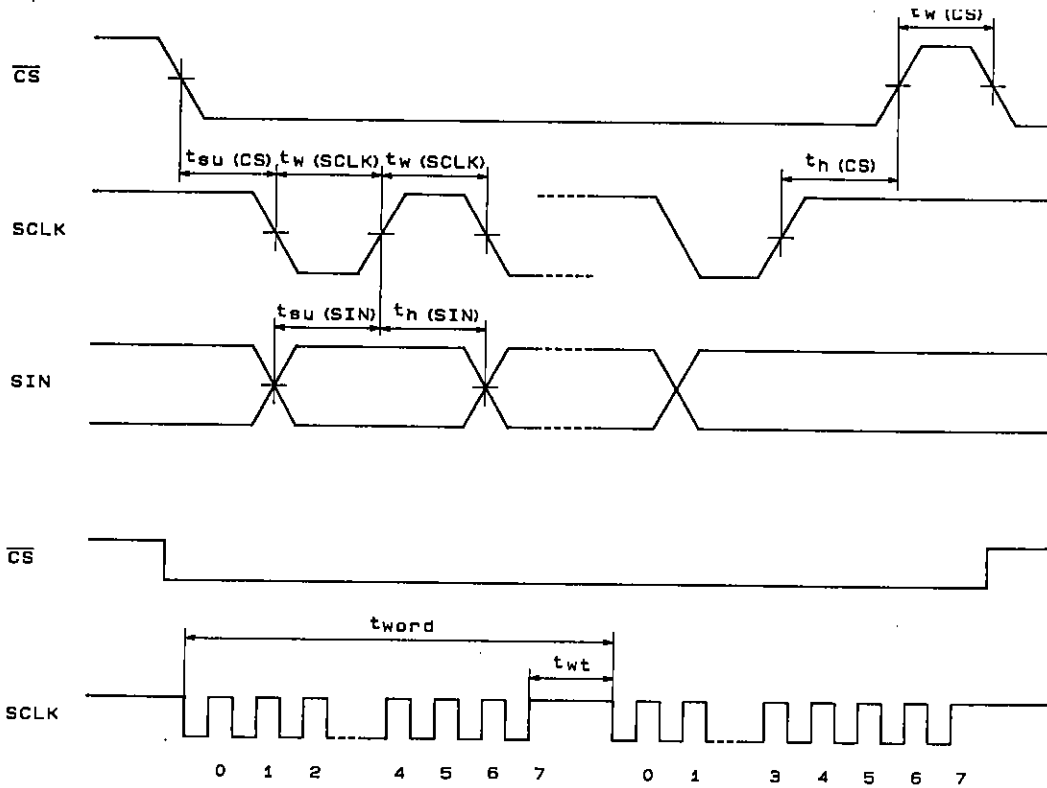 tw (CS)
CS
tsu (CS) tw (SCLK) tw (SCLK)
th (CS)
SCLK
tsu (SIN) th (SIN)
SIN
CS
tword
twt
SCLK
0 1 2 4 5 6 7 0 1 3 4 5 6 7